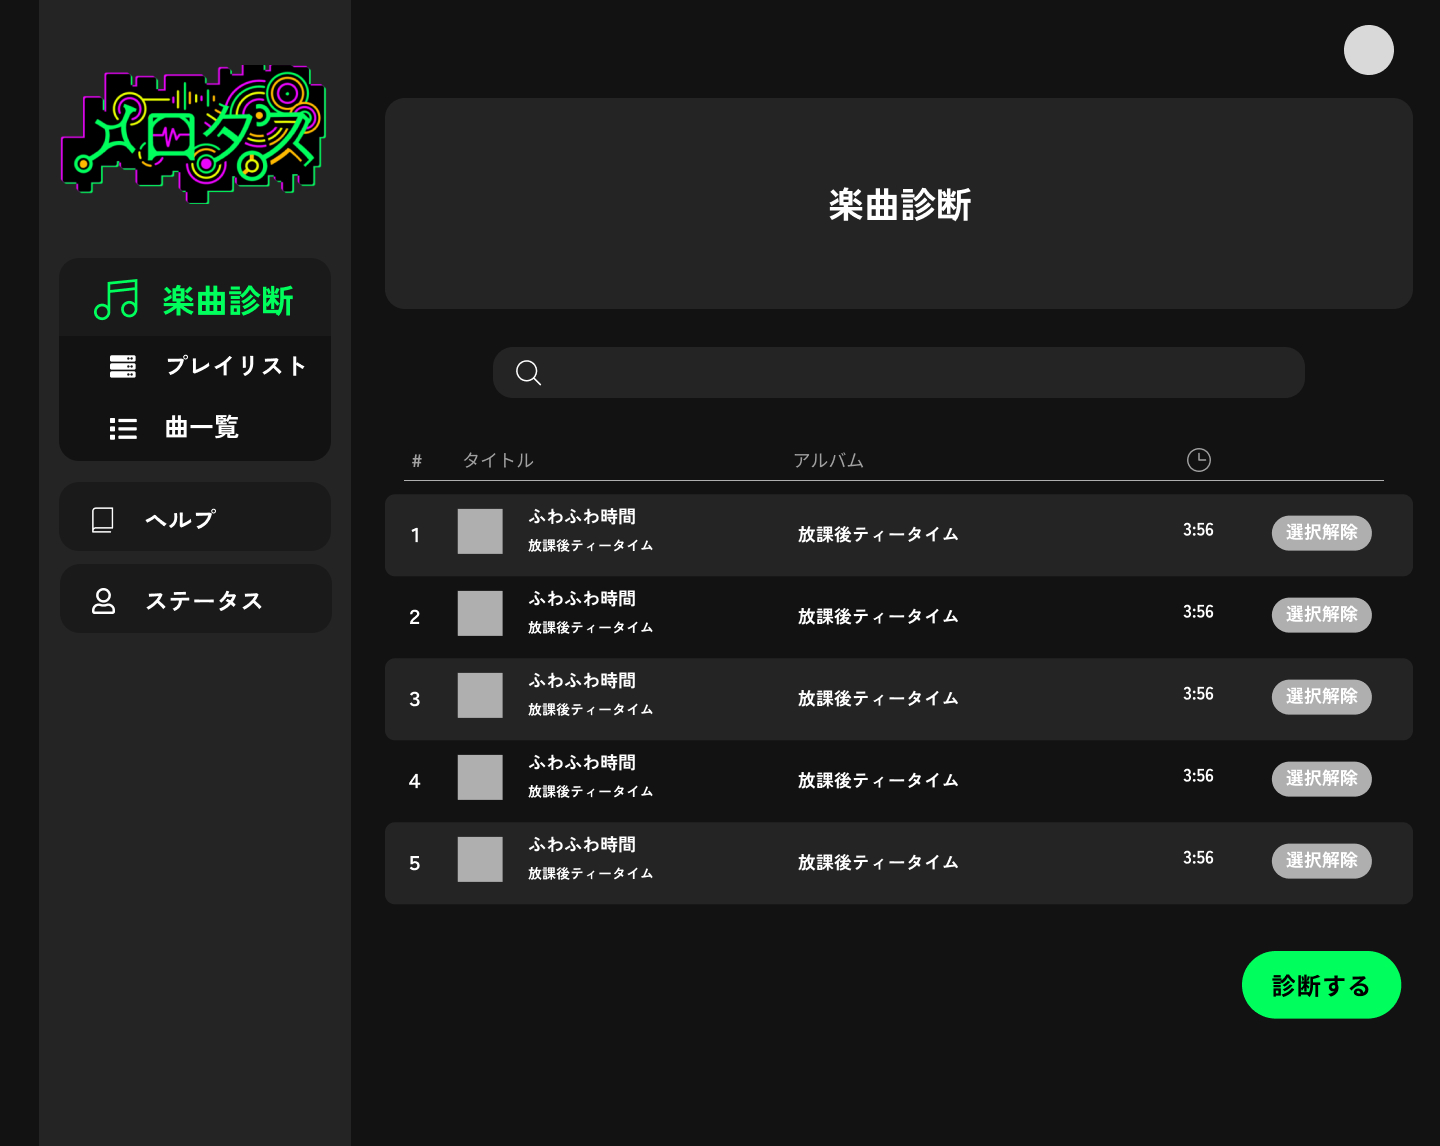 メロダス
楽曲診断
プレイリスト
曲一覧
ヘルプ
ステータス
楽曲診断
# タイトル アルバム
1 ふわふわ時間 放課後ティータイム 3:56 選択解除
放課後ティータイム
2 ふわふわ時間 放課後ティータイム 3:56 選択解除
放課後ティータイム
3 ふわふわ時間 放課後ティータイム 3:56 選択解除
放課後ティータイム
4 ふわふわ時間 放課後ティータイム 3:56 選択解除
放課後ティータイム
5 ふわふわ時間 放課後ティータイム 3:56 選択解除
放課後ティータイム
診断する